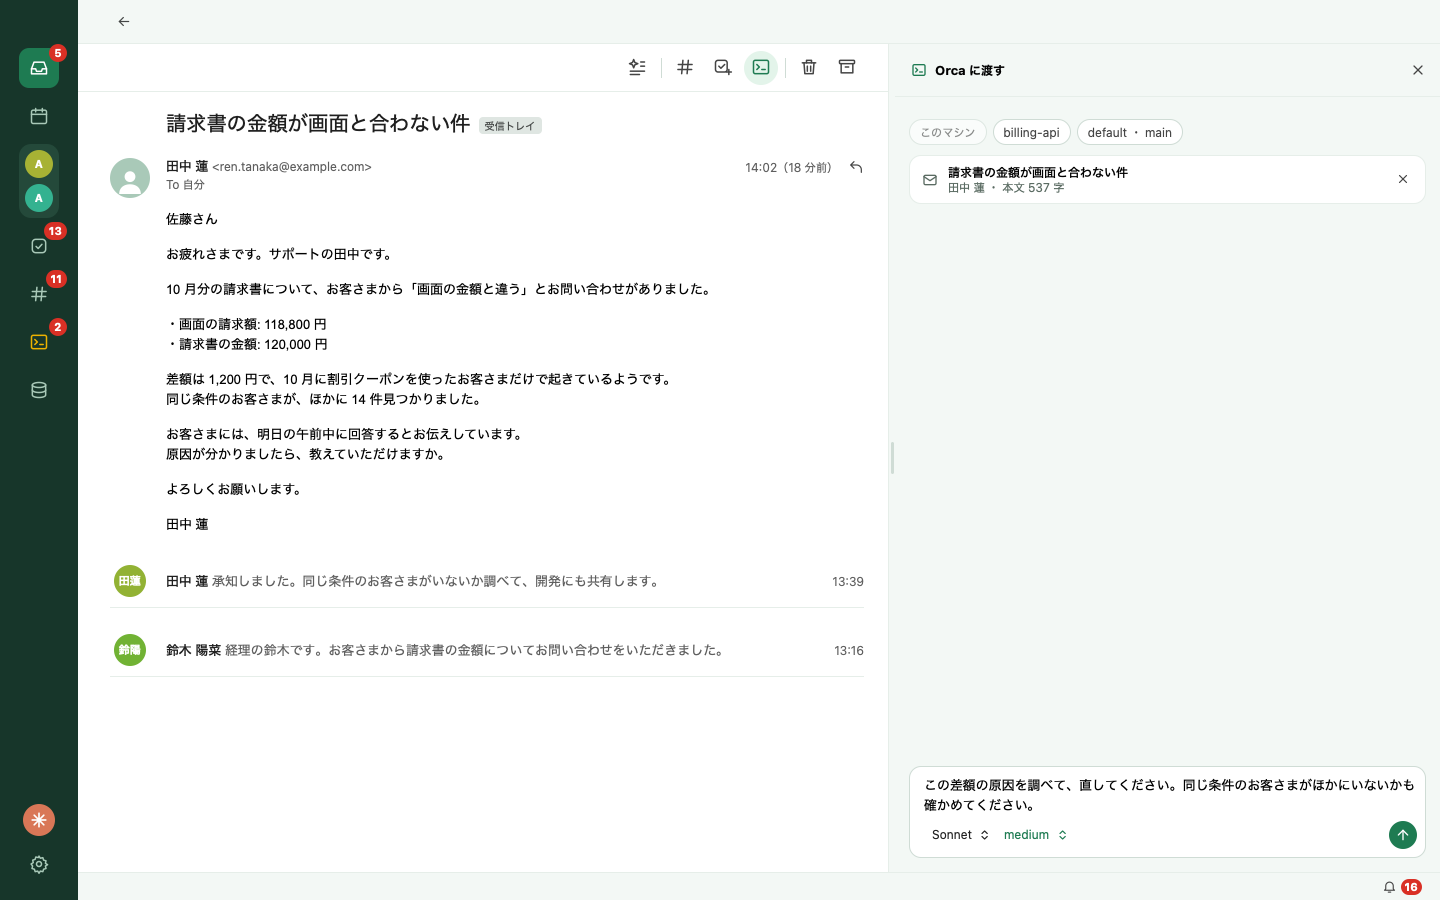 5
A
A
13
11
2
請求書の金額が画面と合わない件 受信トレイ
田中 蓮 <ren.tanaka@example.com>
14:02（18 分前）
To 自分
佐藤さん
お疲れさまです。サポートの田中です。
10 月分の請求書について、お客さまから「画面の金額と違う」とお問い合わせがありました。
・画面の請求額: 118,800 円
・請求書の金額: 120,000 円
差額は 1,200 円で、10 月に割引クーポンを使ったお客さまだけで起きているようです。
同じ条件のお客さまが、ほかに 14 件見つかりました。
お客さまには、明日の午前中に回答するとお伝えしています。
原因が分かりましたら、教えていただけますか。
よろしくお願いします。
田中 蓮
田蓮 田中 蓮 承知しました。同じ条件のお客さまがいないか調べて、開発にも共有します。 13:39
鈴陽 鈴木 陽菜 経理の鈴木です。お客さまから請求書の金額についてお問い合わせをいただきました。 13:16
Orca に渡す
このマシン billing-api default ・ main
請求書の金額が画面と合わない件
田中 蓮 ・ 本文 537 字
この差額の原因を調べて、直してください。同じ条件のお客さまがほかにいないかも
確かめてください。
Sonnet medium
16